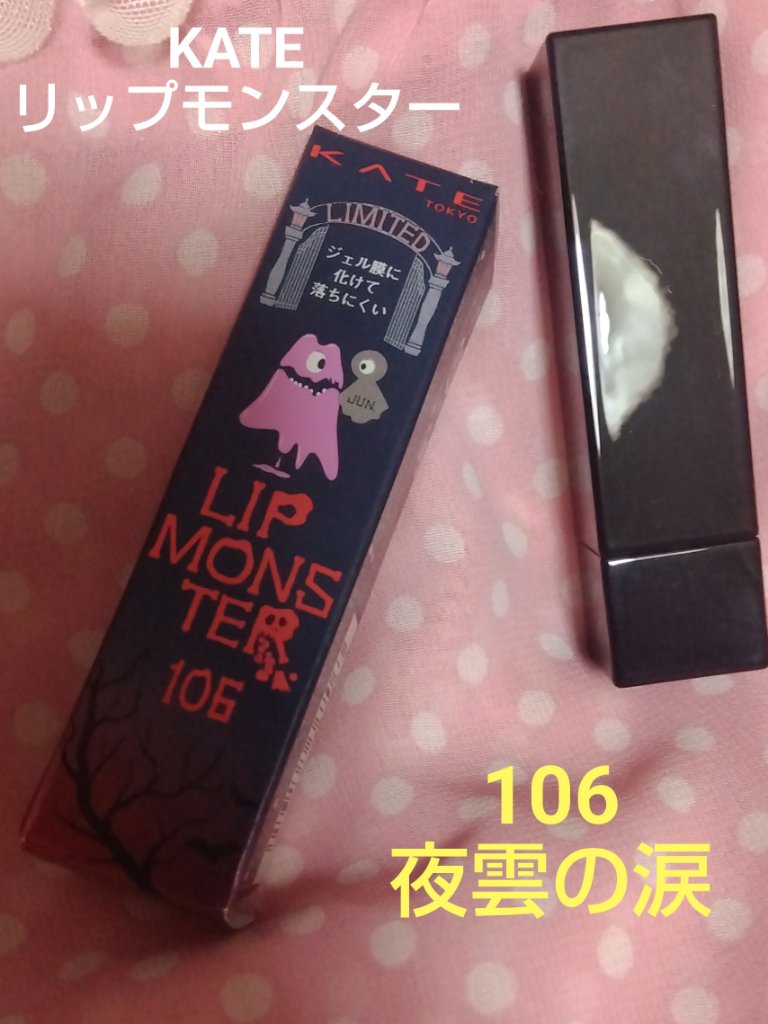 KATE
リップモンスター
KATE
TOKYO
LIMITED
ジェル膜に
化けて
落ちにくい
JUN.
LIP
MONS
TER
106
106
夜雲の涙